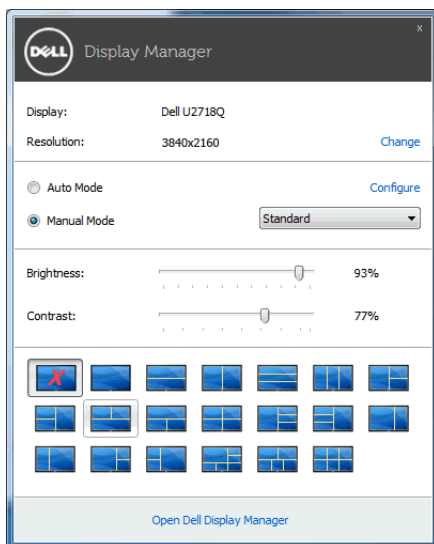 x
DELL Display Manager
Display: Dell U2718Q
Resolution: 3840x2160 Change
Auto Mode Configure
Manual Mode Standard
Brightness: 93%
Contrast: 77%
X
Open Dell Display Manager